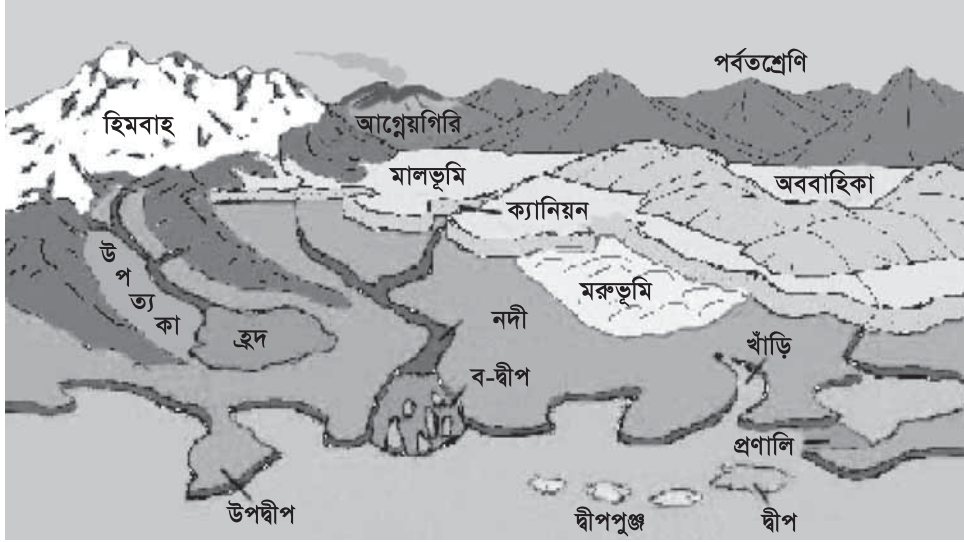 পর্বতশ্রেণি
হিমবাহ
আগ্নেয়গিরি
মালভূমি
অববাহিকা
ক্যানিয়ন
উ
প
ত্য
কা
মরুভূমি
নদী
হ্রদ
খাঁড়ি
ব-দ্বীপ
প্রণালি
উপদ্বীপ
দ্বীপপুঞ্জ
দ্বীপ